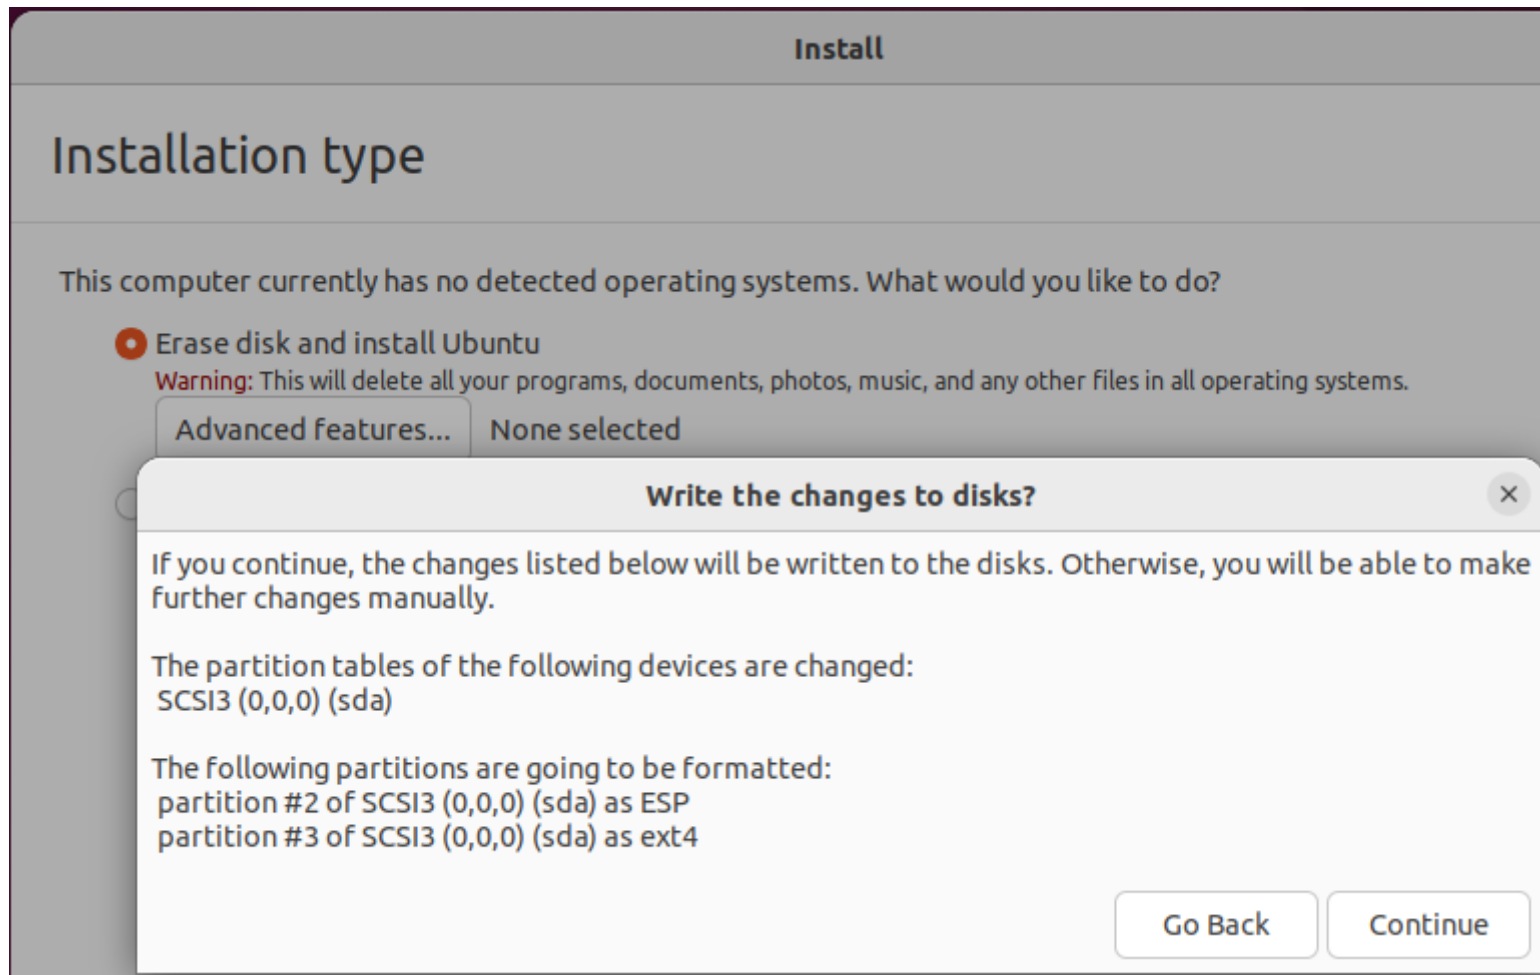 Install
Installation type
This computer currently has no detected operating systems. What would you like to do?
Erase disk and install Ubuntu
Warning: This will delete all your programs, documents, photos, music, and any other files in all operating systems.
Advanced features... None selected
Write the changes to disks?
If you continue, the changes listed below will be written to the disks. Otherwise, you will be able to make
further changes manually.
The partition tables of the following devices are changed:
SCSI3 (0,0,0) (sda)
The following partitions are going to be formatted:
partition #2 of SCSI3 (0,0,0) (sda) as ESP
partition #3 of SCSI3 (0,0,0) (sda) as ext4
Go Back Continue